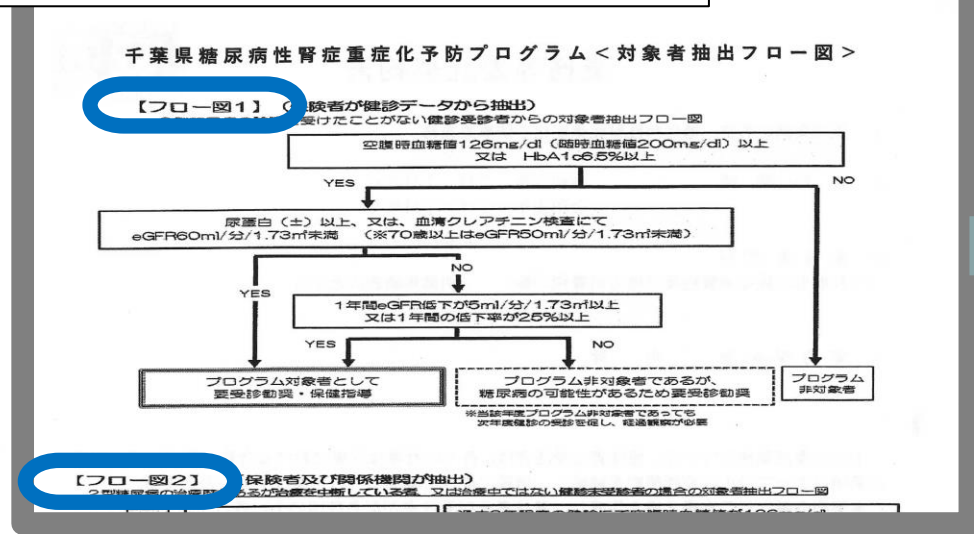 千葉県糖尿病性腎症重症化予防プログラム＜対象者抽出フロー図＞
【フロー図1】 険者が健診データから抽出）
受けたことがない健診受診者からの対象者抽出フロー図
空腹時血糖値126mg/dl（随時血糖値200mg/dl）以上
又は HbA1c6.5%以上
YES
NO
尿蛋白（±）以上、又は、血清クレアチニン検査にて
eGFR60ml/分/1.73㎡未満 （※70歳以上はeGFR50ml/分/1.73㎡未満）
NO
YES
1年間eGFR低下が5ml/分/1.73㎡以上
又は1年間の低下率が25%以上
YES
NO
プログラム対象者として
要受診勧奨・保健指導
プログラム非対象者であるが、
糖尿病の可能性があるため要受診勧奨
プログラム
非対象者
※当該年度プログラム非対象者であっても
次年度健診の受診を促し、経過観察が必要
【フロー図2】 保険者及び関係機関が抽出）
2型糖尿病の治療 あるが治療を中断している者、又は治療中ではない健診未受診者の場合の対象者抽出フロー図